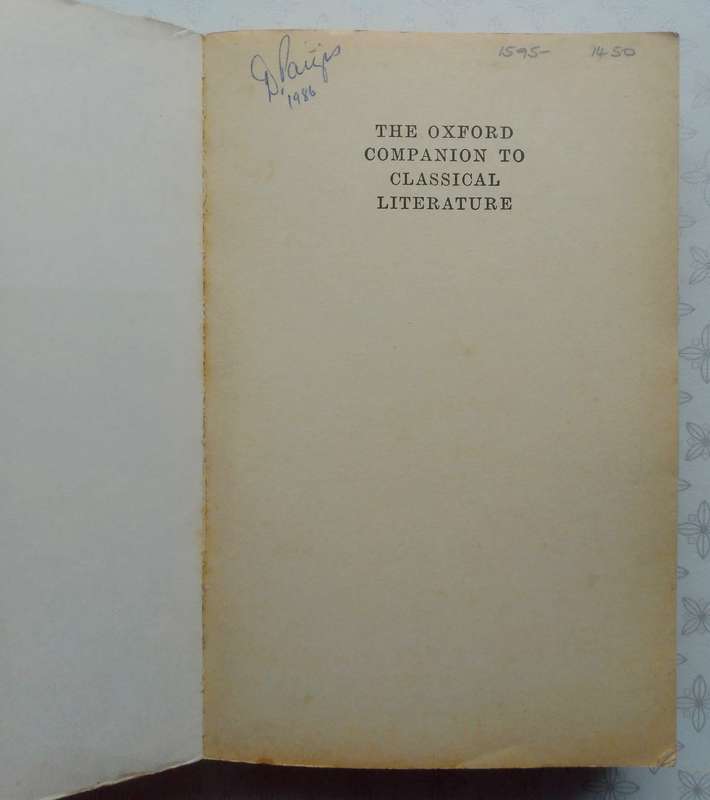 D.
1986
1595- 1450
THE OXFORD
COMPANION TO
CLASSICAL
LITERATURE